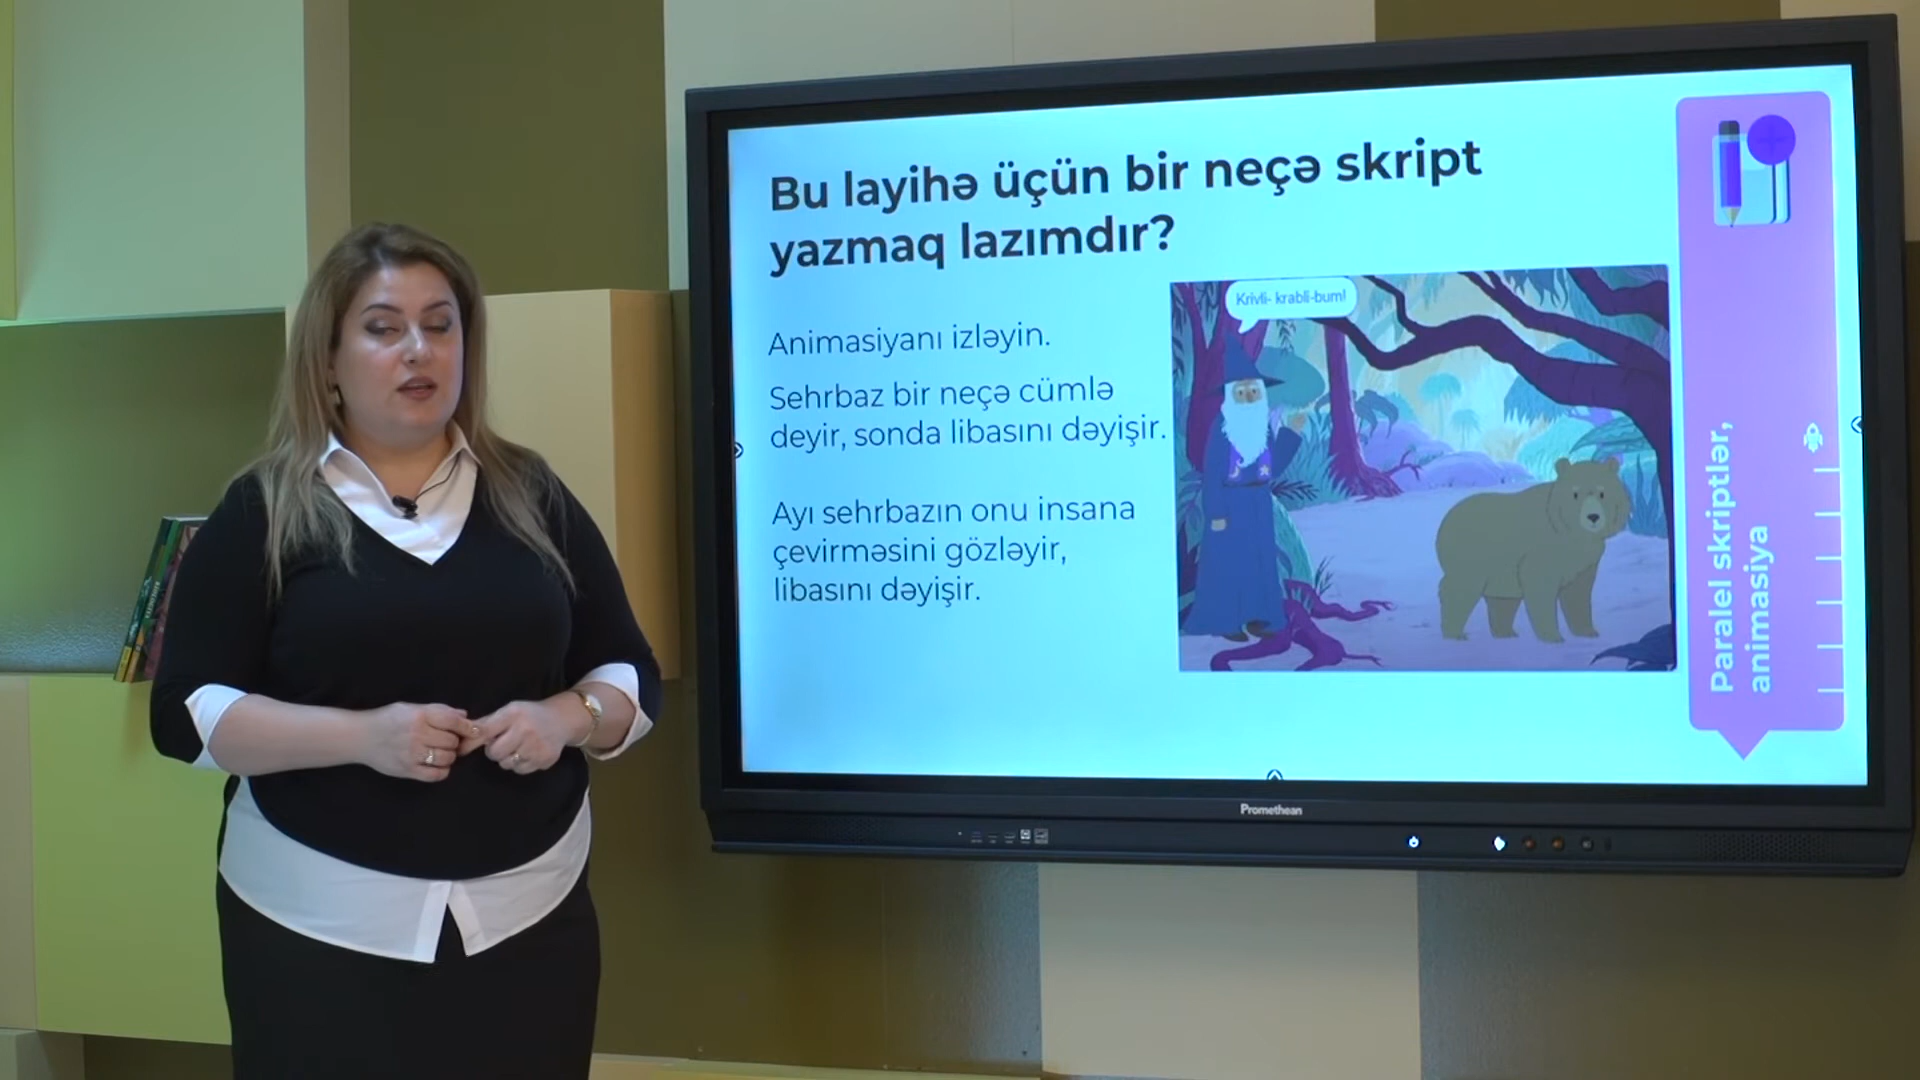 Bu layihə üçün bir neçə skript
yazmaq lazımdır?
Krivli- krabli-bum!
Animasiyanı izləyin.
Sehrbaz bir neçə cümlə
deyir, sonda libasını dəyişir.
Ayı sehrbazın onu insana
çevirməsini gözləyir,
libasını dəyişir.
Paralel skriptlər,
animasiya
Promethean